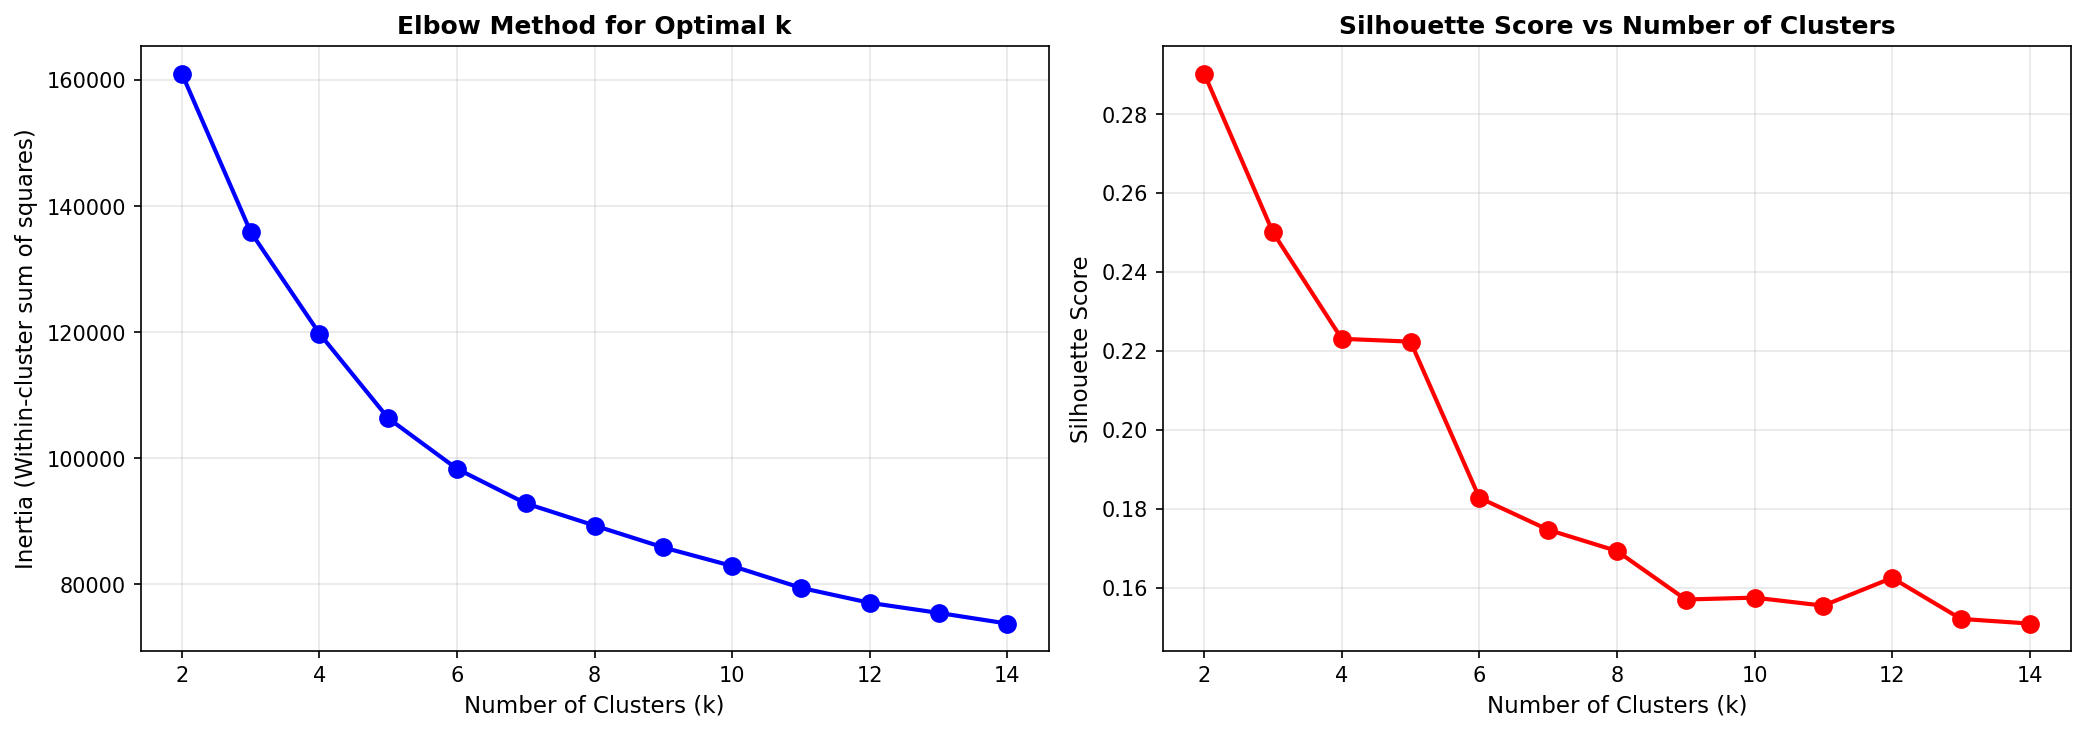 Elbow Method for Optimal k
160000
140000
120000
100000
80000
Inertia (Within-cluster sum of squares)
2 4 6 8 10 12 14
Number of Clusters (k)
Silhouette Score vs Number of Clusters
0.28
0.26
0.24
0.22
0.20
0.18
0.16
Silhouette Score
2 4 6 8 10 12 14
Number of Clusters (k)